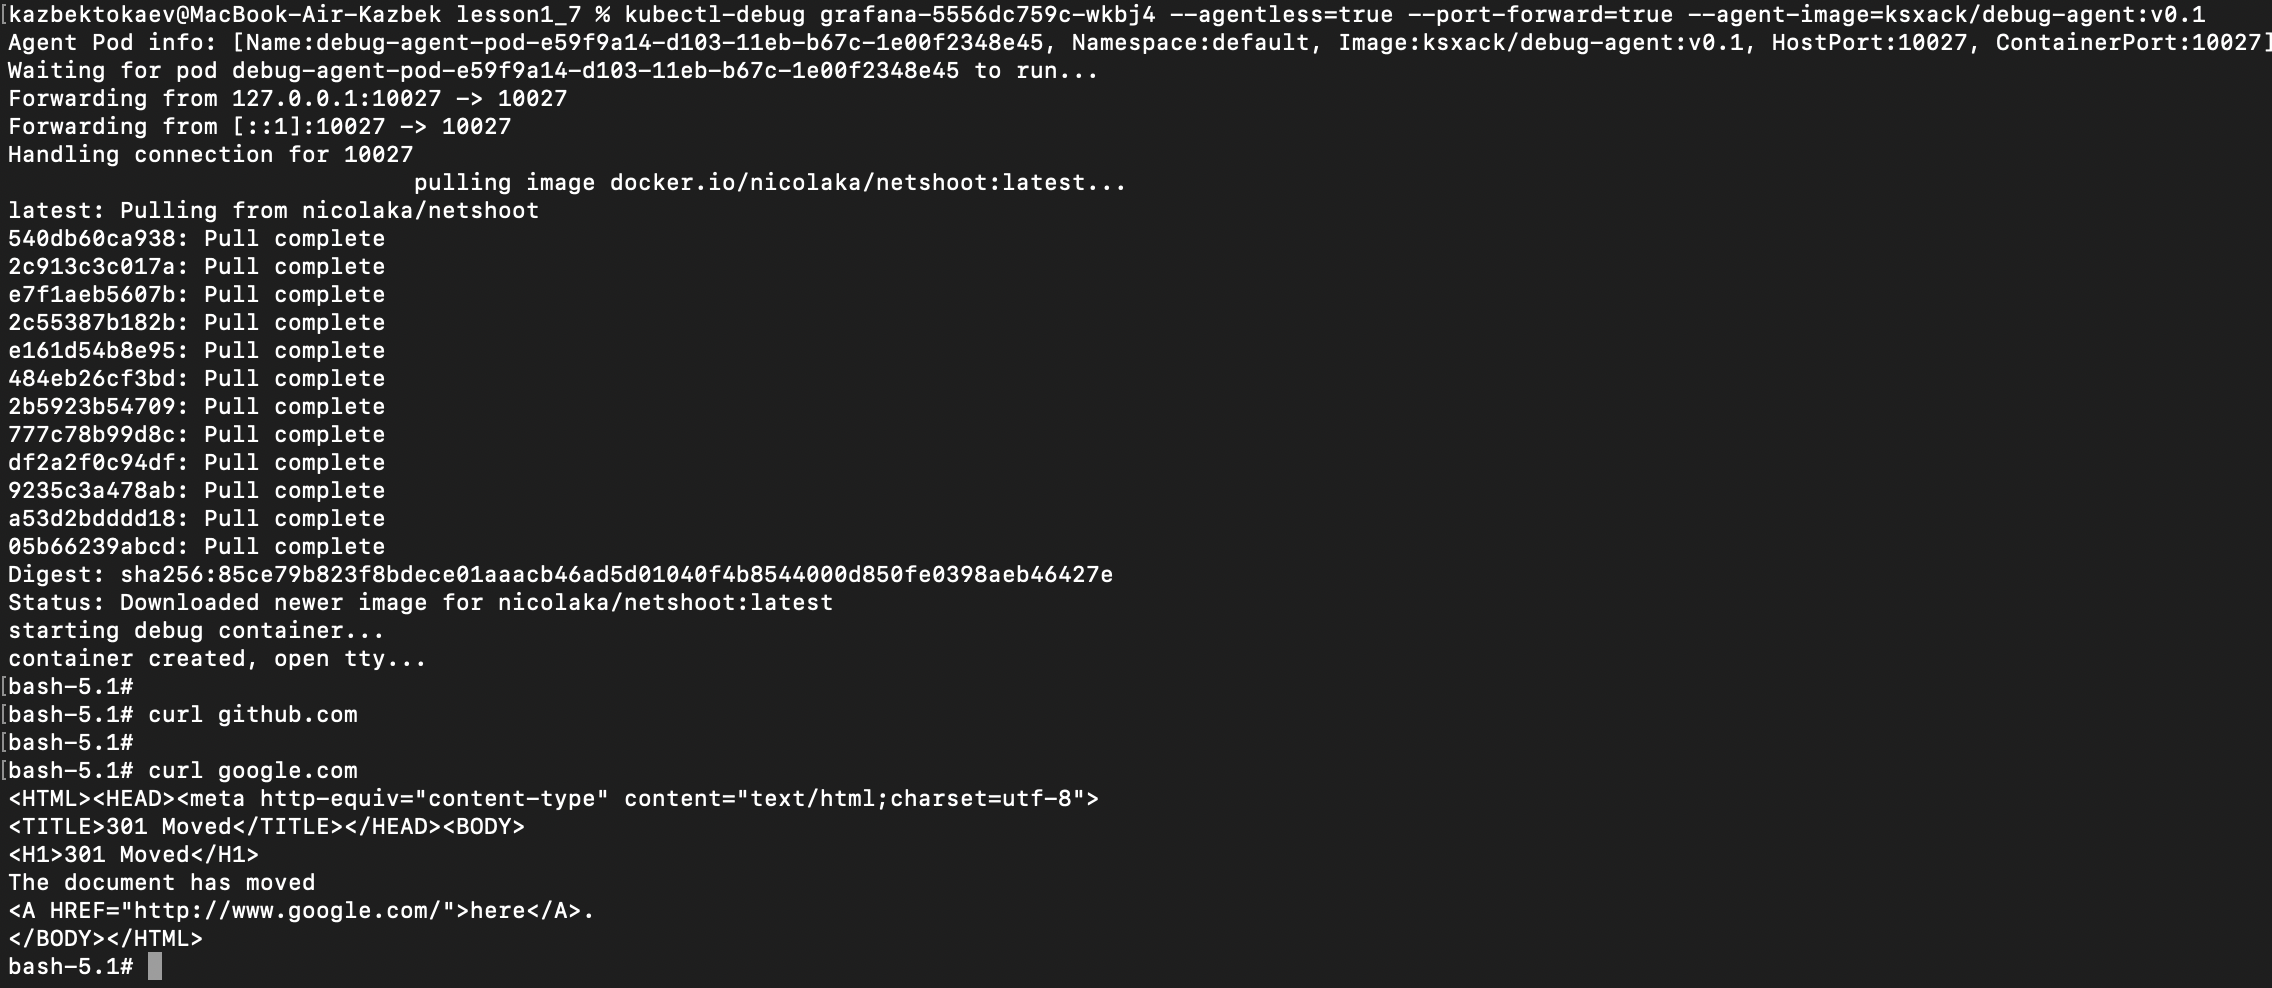 [kazbektokaev@MacBook-Air-Kazbek lesson1_7 % kubectl-debug grafana-5556dc759c-wkbj4 --agentless=true --port-forward=true --agent-image=ksxack/debug-agent:v0.1
Agent Pod info: [Name:debug-agent-pod-e59f9a14-d103-11eb-b67c-1e00f2348e45, Namespace:default, Image:ksxack/debug-agent:v0.1, HostPort:10027, ContainerPort:10027]
Waiting for pod debug-agent-pod-e59f9a14-d103-11eb-b67c-1e00f2348e45 to run...
Forwarding from 127.0.0.1:10027 -> 10027
Forwarding from [::1]:10027 -> 10027
Handling connection for 10027
pulling image docker.io/nicolaka/netshoot:latest...
latest: Pulling from nicolaka/netshoot
540db60ca938: Pull complete
2c913c3c017a: Pull complete
e7f1aeb5607b: Pull complete
2c55387b182b: Pull complete
e161d54b8e95: Pull complete
484eb26cf3bd: Pull complete
2b5923b54709: Pull complete
777c78b99d8c: Pull complete
df2a2f0c94df: Pull complete
9235c3a478ab: Pull complete
a53d2bdddd18: Pull complete
05b66239abcd: Pull complete
Digest: sha256:85ce79b823f8bdece01aaacb46ad5d01040f4b8544000d850fe0398aeb46427e
Status: Downloaded newer image for nicolaka/netshoot:latest
starting debug container...
container created, open tty...
[bash-5.1#
[bash-5.1# curl github.com
[bash-5.1#
[bash-5.1# curl google.com
<HTML><HEAD><meta http-equiv="content-type" content="text/html;charset=utf-8">
<TITLE>301 Moved</TITLE></HEAD><BODY>
<H1>301 Moved</H1>
The document has moved
<A HREF="http://www.google.com/">here</A>.
</BODY></HTML>
bash-5.1#